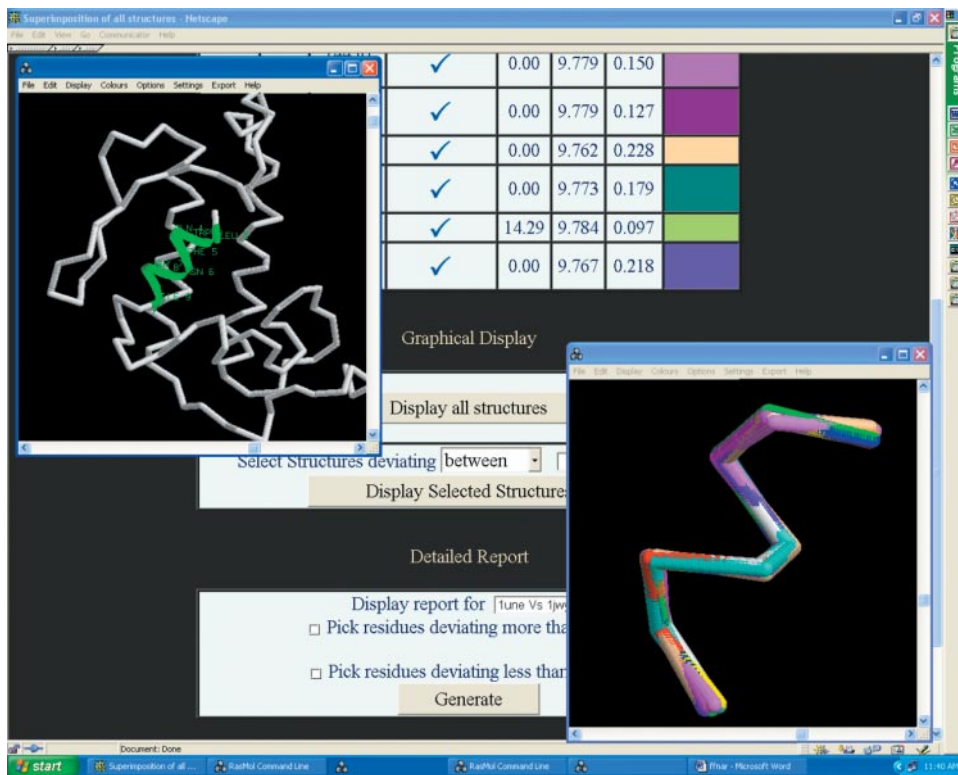 Superimposition of all structures - Netscape
File Edit View Go Communicator Help
File Edit Display Colours Options Settings Export Help
✓ 0.00 9.779 0.150
✓ 0.00 9.779 0.127
✓ 0.00 9.762 0.228
✓ 0.00 9.773 0.179
✓ 14.29 9.784 0.097
✓ 0.00 9.767 0.218
Programs
Graphical Display
Display all structures
Select Structures deviating between
Display Selected Structures
File Edit Display Colours Options Settings Export Help
Detailed Report
Display report for 1une Vs 1jw
Pick residues deviating more tha
Pick residues deviating less than
Generate
Document: Done
start Superimposition of all ... RasMol Command Line RasMol Command Line ffnar - Microsoft Word 11:40 AM